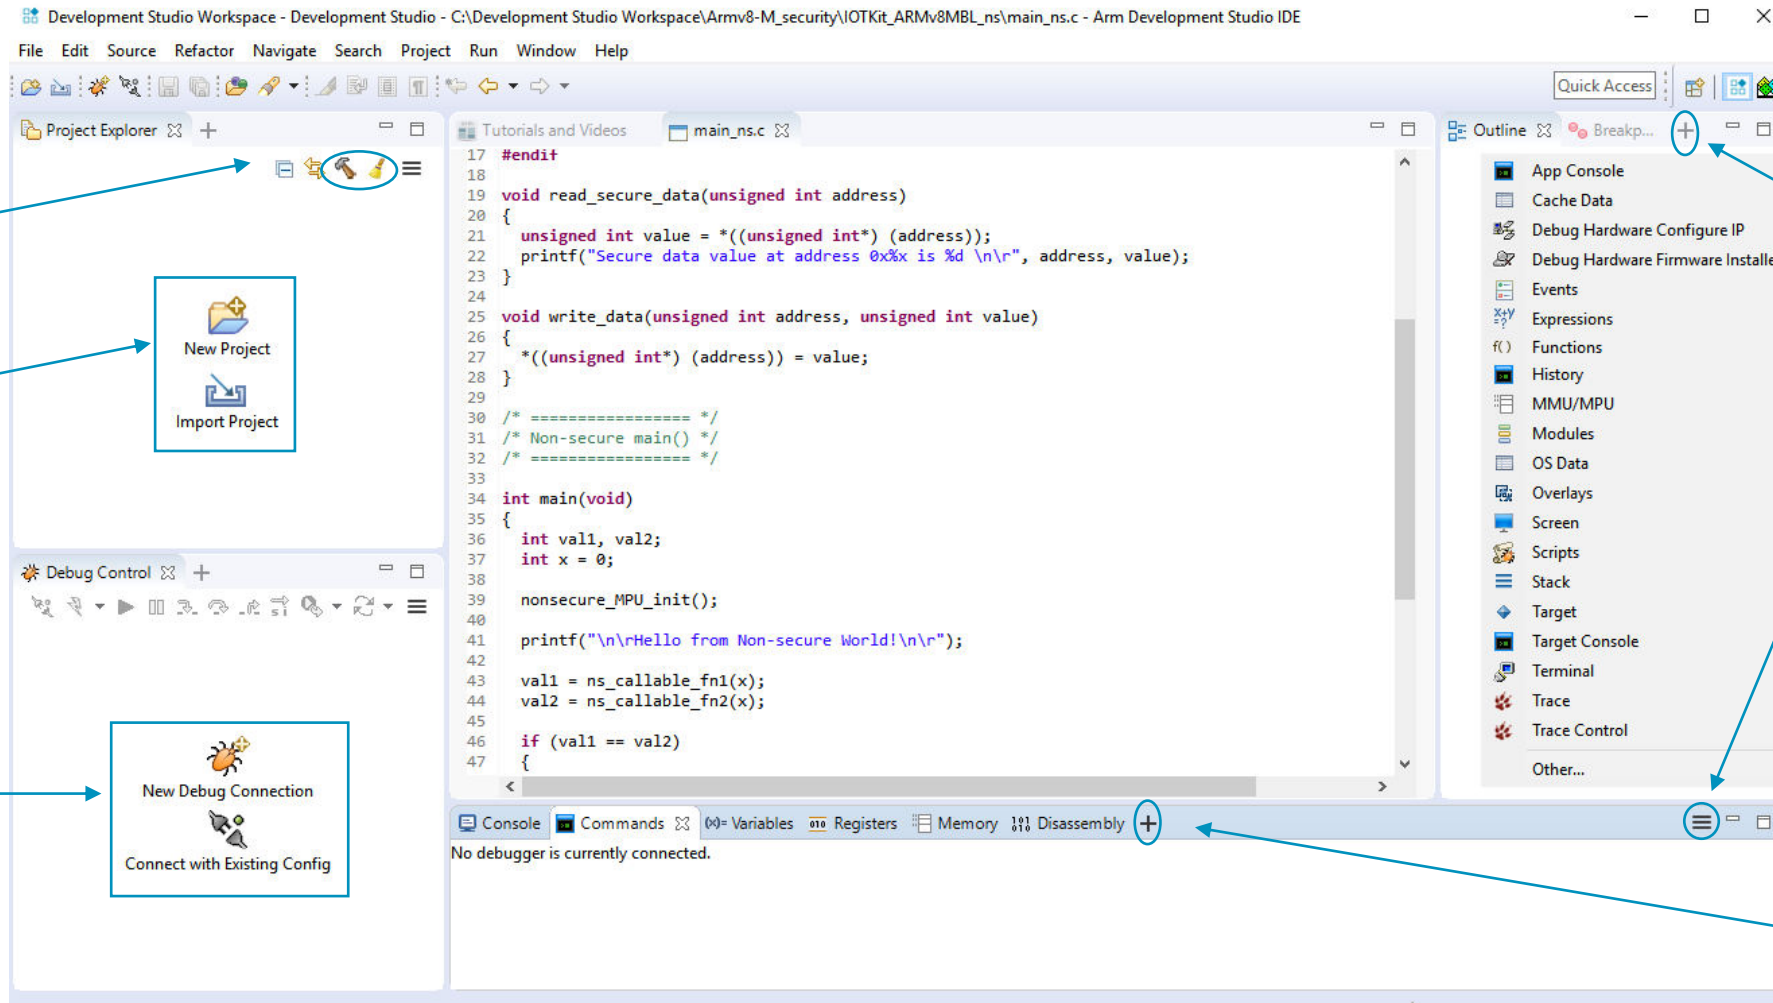 Development Studio Workspace - Development Studio - C:\Development Studio Workspace\Armv8-M_security\IOTKit_ARMv8MBL_ns\main_ns.c - Arm Development Studio IDE
File Edit Source Refactor Navigate Search Project Run Window Help
Quick Access
Project Explorer
New Project
Import Project
Debug Control
New Debug Connection
Connect with Existing Config
Tutorials and Videos main_ns.c
17 #endif
18
19 void read_secure_data(unsigned int address)
20 {
21 unsigned int value = *((unsigned int*) (address));
22 printf("Secure data value at address 0x%x is %d \n\r", address, value);
23 }
24
25 void write_data(unsigned int address, unsigned int value)
26 {
27 *((unsigned int*) (address)) = value;
28 }
29
30 /* ================= */
31 /* Non-secure main() */
32 /* ================= */
33
34 int main(void)
35 {
36 int val1, val2;
37 int x = 0;
38
39 nonsecure_MPU_init();
40
41 printf("\n\rHello from Non-secure World!\n\r");
42
43 val1 = ns_callable_fn1(x);
44 val2 = ns_callable_fn2(x);
45
46 if (val1 == val2)
47 {
Outline Breakp...
App Console
Cache Data
Debug Hardware Configure IP
Debug Hardware Firmware Installe
Events
Expressions
Functions
History
MMU/MPU
Modules
OS Data
Overlays
Screen
Scripts
Stack
Target
Target Console
Terminal
Trace
Trace Control
Other...
Console Commands Variables Registers Memory Disassembly
No debugger is currently connected.